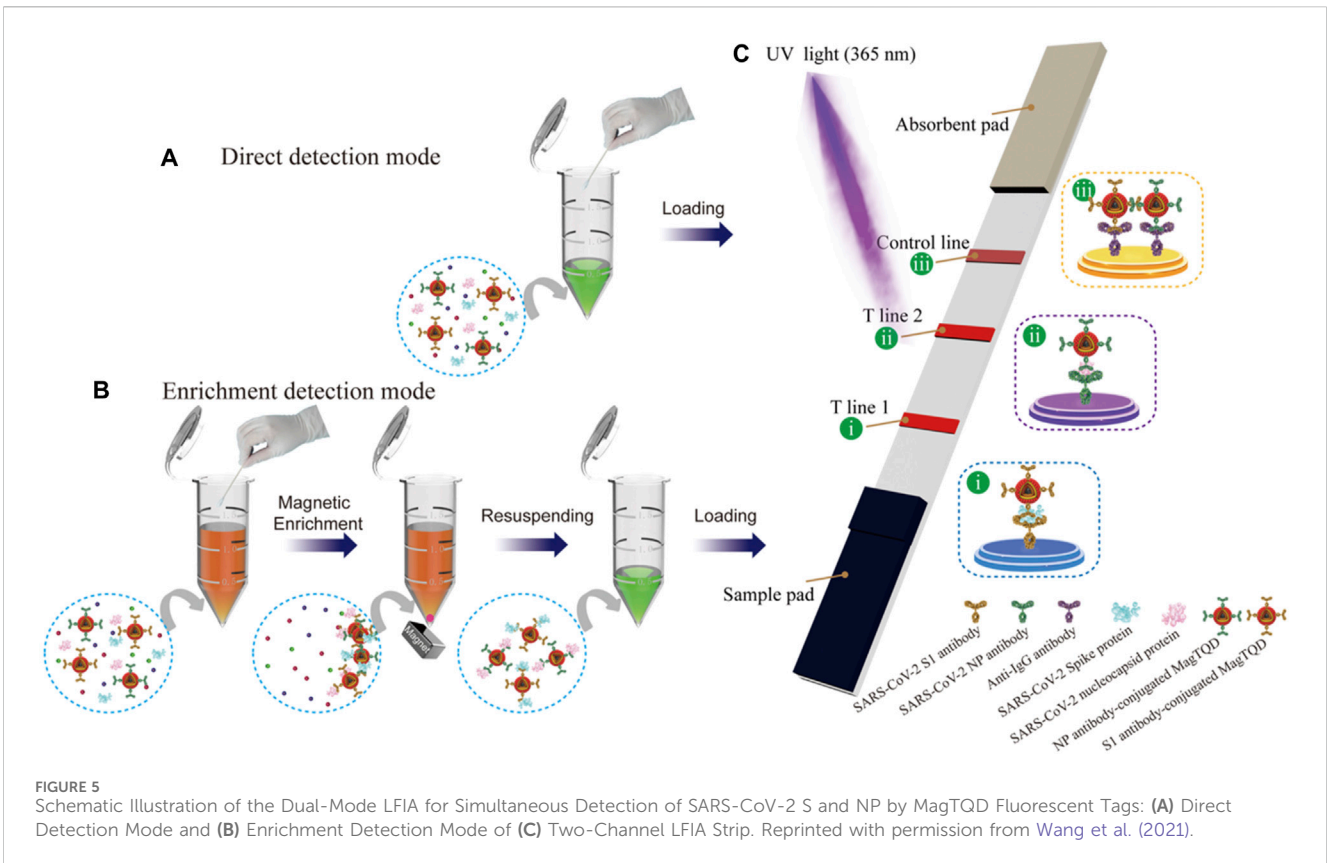 A
Direct detection mode
Loading
B
Enrichment detection mode
Magnetic
Enrichment
Resuspending
Loading
Magnet
C
UV light (365 nm)
Absorbent pad
Control line
iii
T line 2
ii
T line 1
i
Sample pad
iii
ii
i
SARS-CoV-2 S1 antibody
SARS-CoV-2 NP antibody
Anti-IgG antibody
SARS-CoV-2 Spike protein
SARS-CoV-2 nucleocapsid protein
NP antibody-conjugated MagTQD
S1 antibody-conjugated MagTQD
FIGURE 5
Schematic Illustration of the Dual-Mode LFIA for Simultaneous Detection of SARS-CoV-2 S and NP by MagTQD Fluorescent Tags: (A) Direct
Detection Mode and (B) Enrichment Detection Mode of (C) Two-Channel LFIA Strip. Reprinted with permission from Wang et al. (2021).